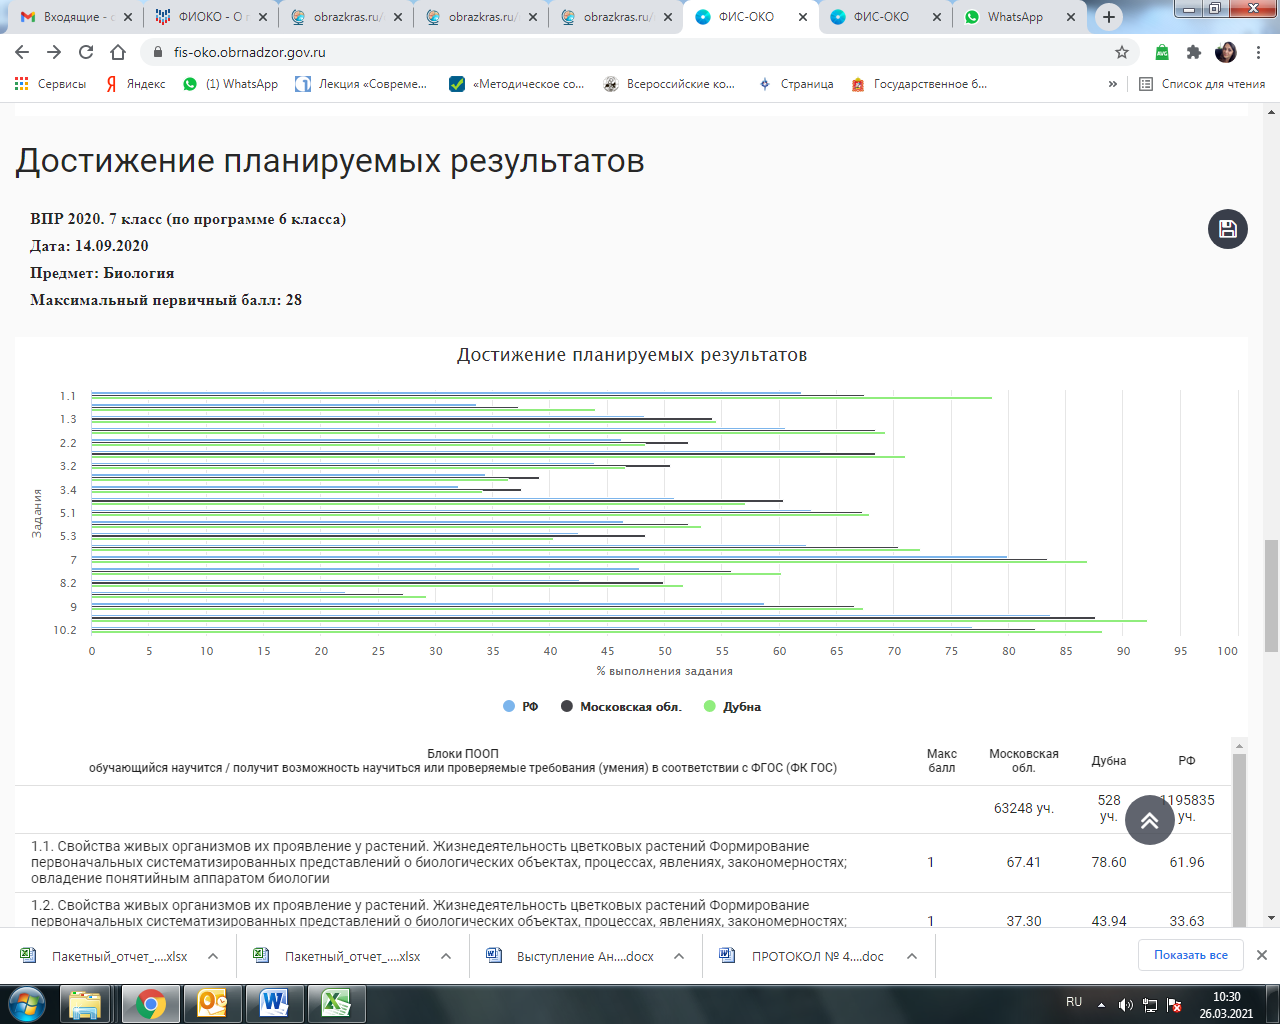 Входящие -
ФИОКО - О
obrazkras.ru/
obrazkras.ru/
obrazkras.ru/
ФИС-ОКО
ФИС-ОКО
WhatsApp
fis-oko.obrnadzor.gov.ru
Сервисы
Яндекс
(1) WhatsApp
Лекция «Совреме...
«Методическое со...
Всероссийские ко...
Страница
Государственное б...
»
Список для чтения
Достижение планируемых результатов
ВПР 2020. 7 класс (по программе 6 класса)
Дата: 14.09.2020
Предмет: Биология
Максимальный первичный балл: 28
Достижение планируемых результатов
Задания
1.1
1.3
2.2
3.2
3.4
5.1
5.3
7
8.2
9
10.2
0 5 10 15 20 25 30 35 40 45 50 55 60 65 70 75 80 85 90 95 100
% выполнения задания
РФ Московская обл. Дубна
Блоки ПООП
обучающийся научится / получит возможность научиться или проверяемые требования (умения) в соответствии с ФГОС (ФК ГОС)
Макс балл
Московская обл.
Дубна
РФ
63248 уч.
528 уч.
1195835 уч.
1.1. Свойства живых организмов их проявление у растений. Жизнедеятельность цветковых растений Формирование
первоначальных систематизированных представлений о биологических объектах, процессах, явлениях, закономерностях;
овладение понятийным аппаратом биологии
1 67.41 78.60 61.96
1.2. Свойства живых организмов их проявление у растений. Жизнедеятельность цветковых растений Формирование
первоначальных систематизированных представлений о биологических объектах, процессах, явлениях, закономерностях;
1 37.30 43.94 33.63
Пакетный_отчет_....xlsx
Пакетный_отчет_....xlsx
Выступление Ан....docx
ПРОТОКОЛ № 4....doc
Показать все
RU
10:30
26.03.2021